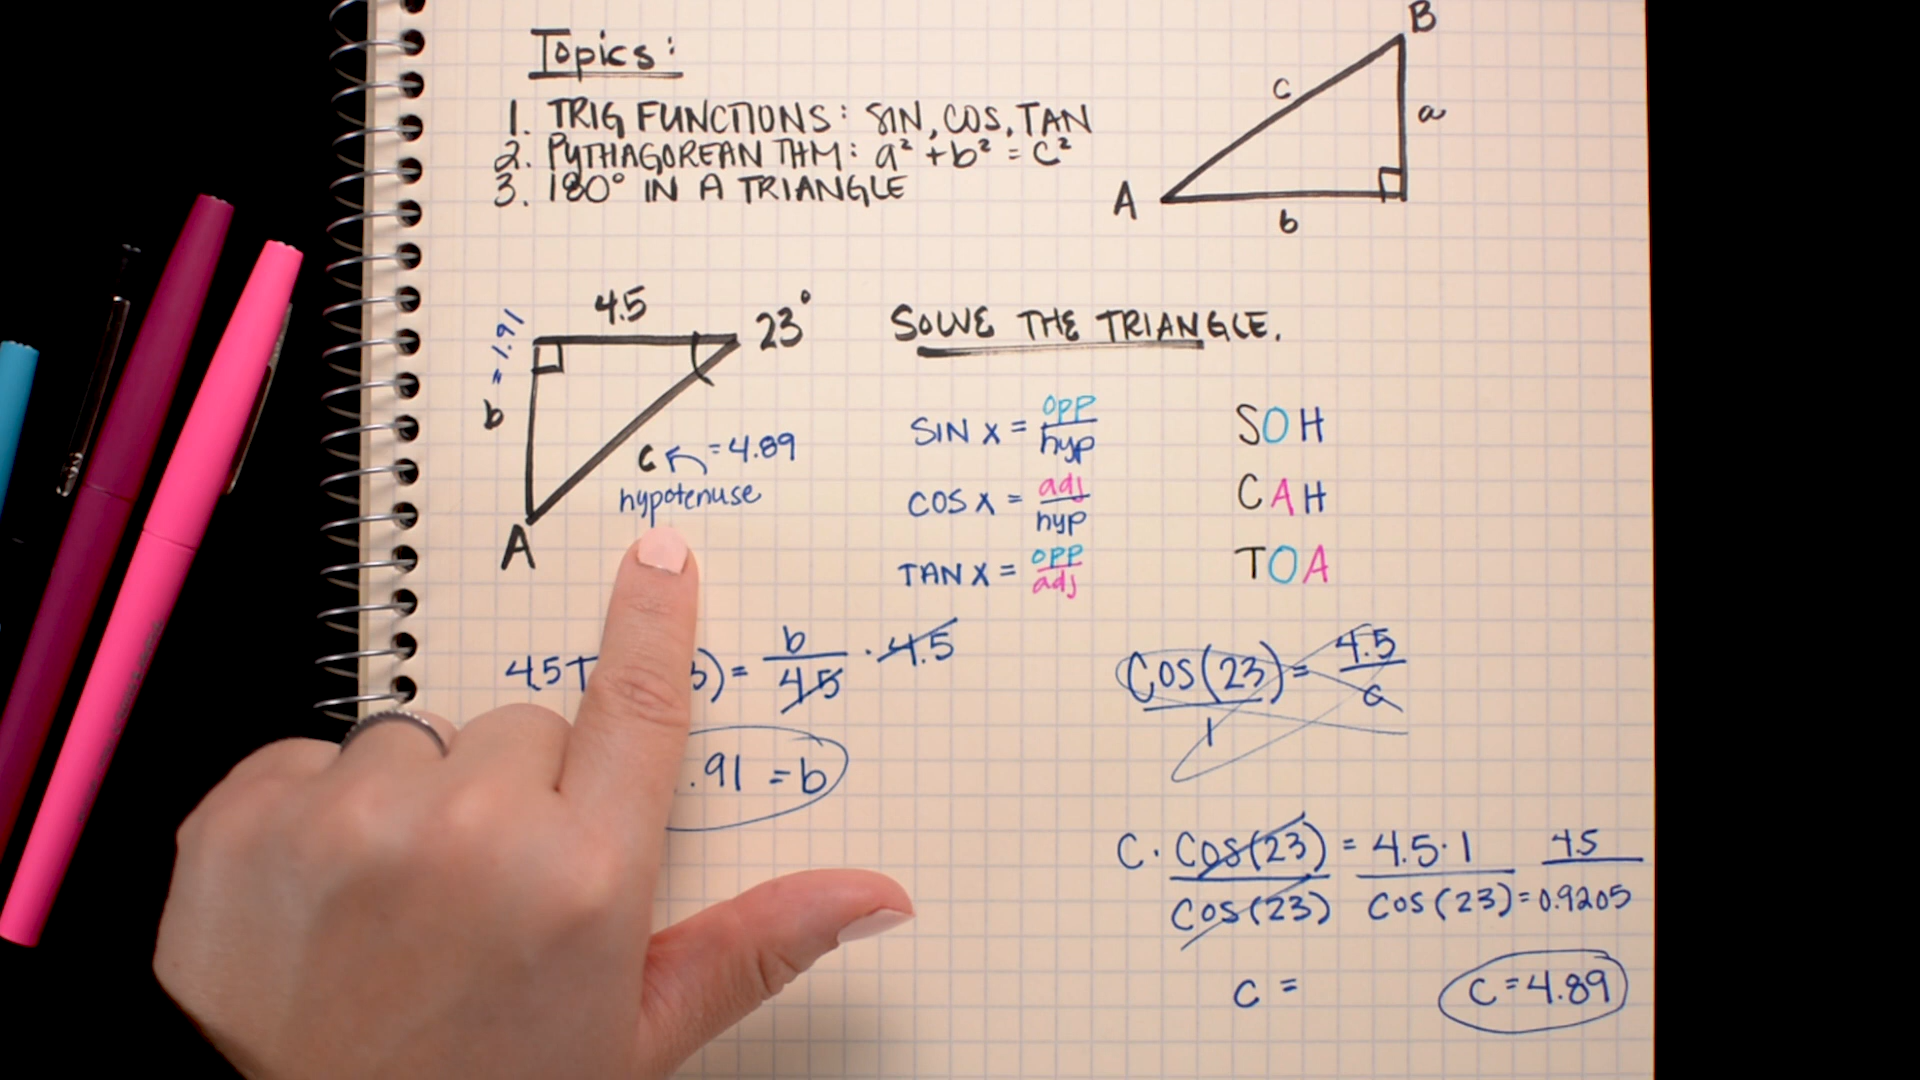 Topics:
1. TRIG FUNCTIONS: SIN, COS, TAN
2. PYTHAGOREAN THM: a² + b² = c²
3. 180° IN A TRIANGLE
B
c
a
A
b
4.5
23°
= 1.91
b
c = 4.89
hypotenuse
A
SOLVE THE TRIANGLE.
SIN X = opp/hyp
COS X = adj/hyp
TAN X = opp/adj
SOH
CAH
TOA
= b/4.5 · 4.5
.91 = b
Cos(23)/1 = 4.5/c
C · Cos(23)/Cos(23) = 4.5·1/Cos(23) 4.5/0.9205
C =
C = 4.89